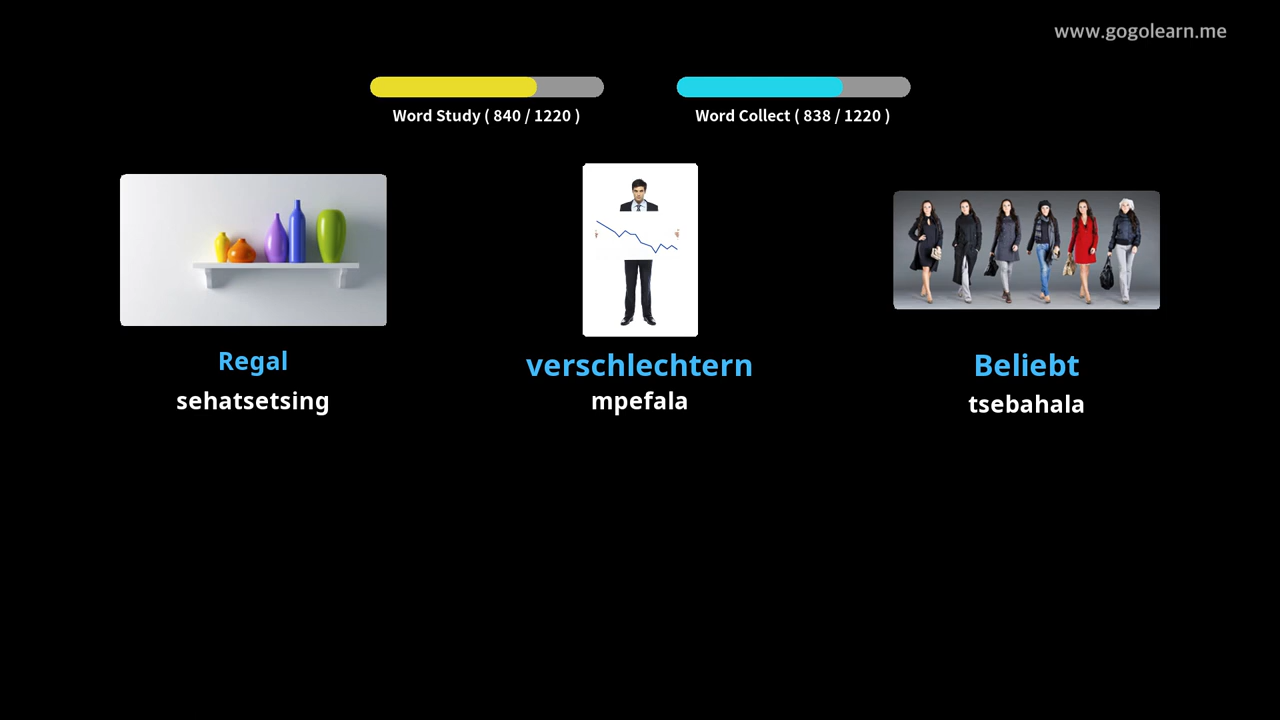 www.gogolearn.me
Word Study ( 840 / 1220 )
Word Collect ( 838 / 1220 )
Regal
sehatsetsing
verschlechtern
mpefala
Beliebt
tsebahala